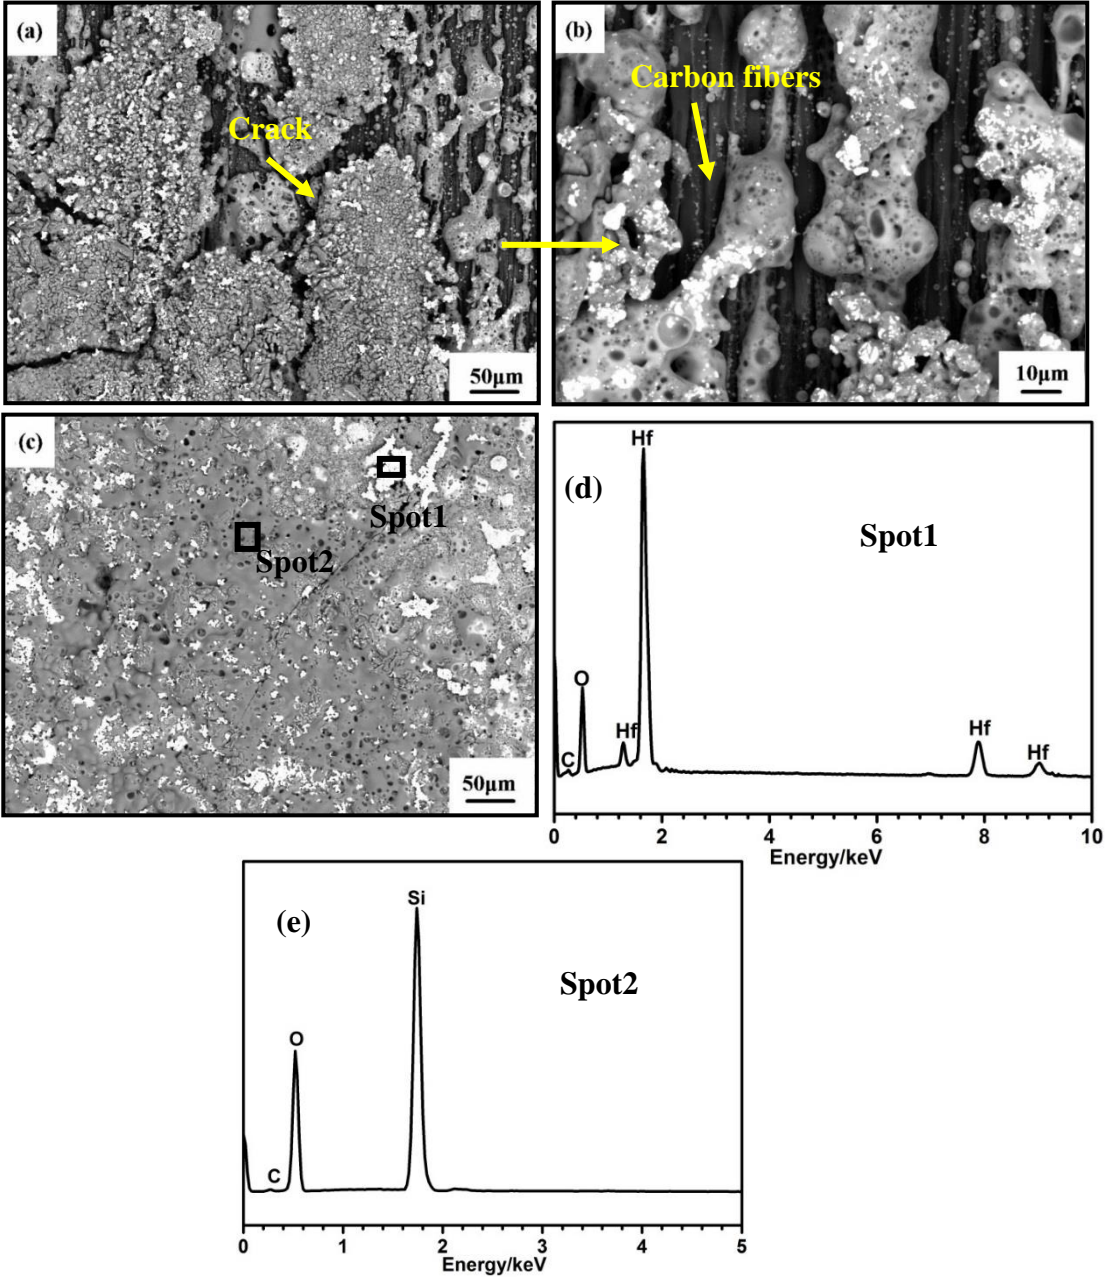 (a)
Crack
50μm
(b)
Carbon fibers
10μm
(c)
Spot1
Spot2
50μm
(d)
Spot1
Hf
O
C
Hf
Hf
Hf
0 2 4 6 8 10
Energy/keV
(e)
Spot2
Si
O
C
0 1 2 3 4 5
Energy/keV